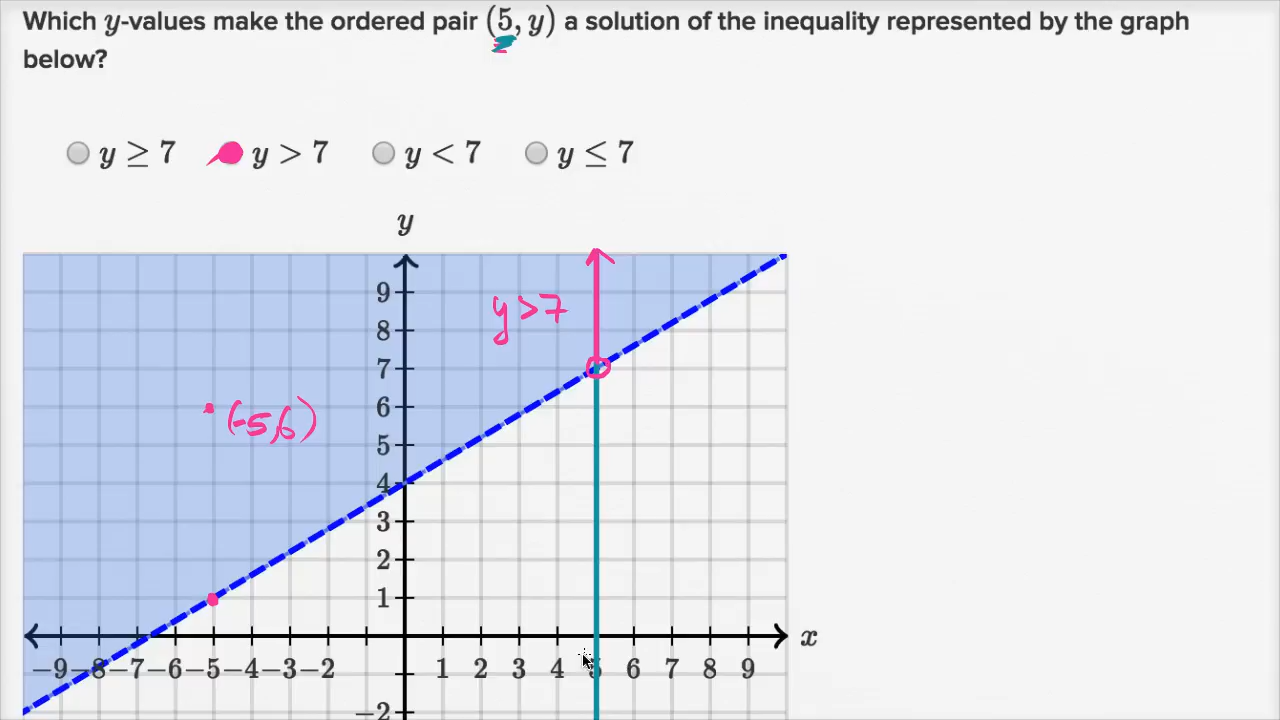 Which y-values make the ordered pair (5, y) a solution of the inequality represented by the graph
below?
y ≥ 7 y > 7 y < 7 y ≤ 7
y
9
y>7
8
7
6
(-5,6)
5
4
3
2
1
x
−9 −8 −7 −6 −5 −4 −3 −2 1 2 3 4 5 6 7 8 9
−2